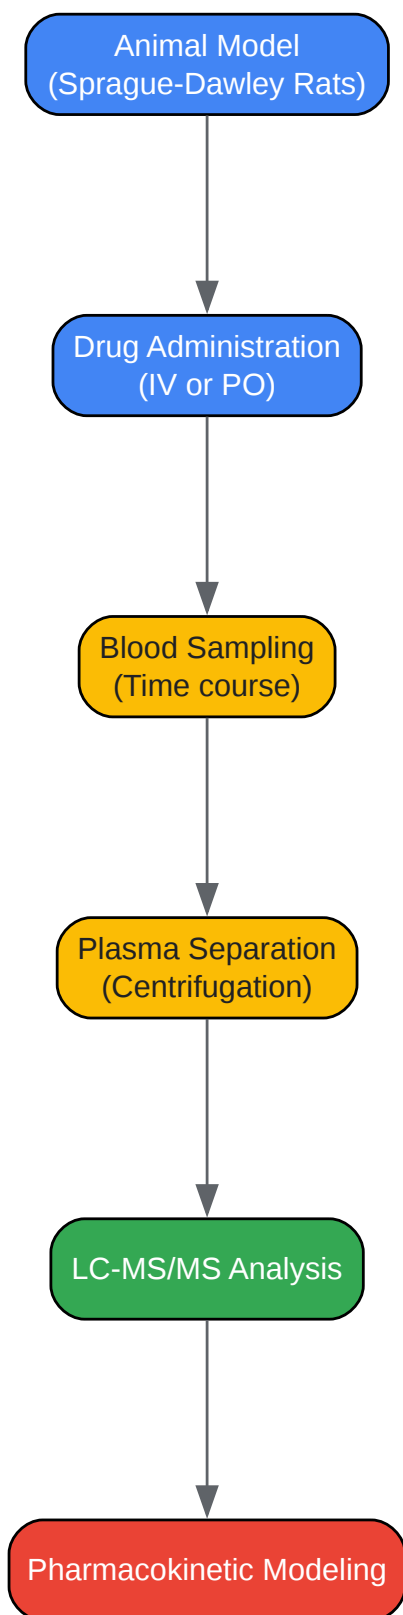 Animal Model
(Sprague-Dawley Rats)
Drug Administration
(IV or PO)
Blood Sampling
(Time course)
Plasma Separation
(Centrifugation)
LC-MS/MS Analysis
Pharmacokinetic Modeling